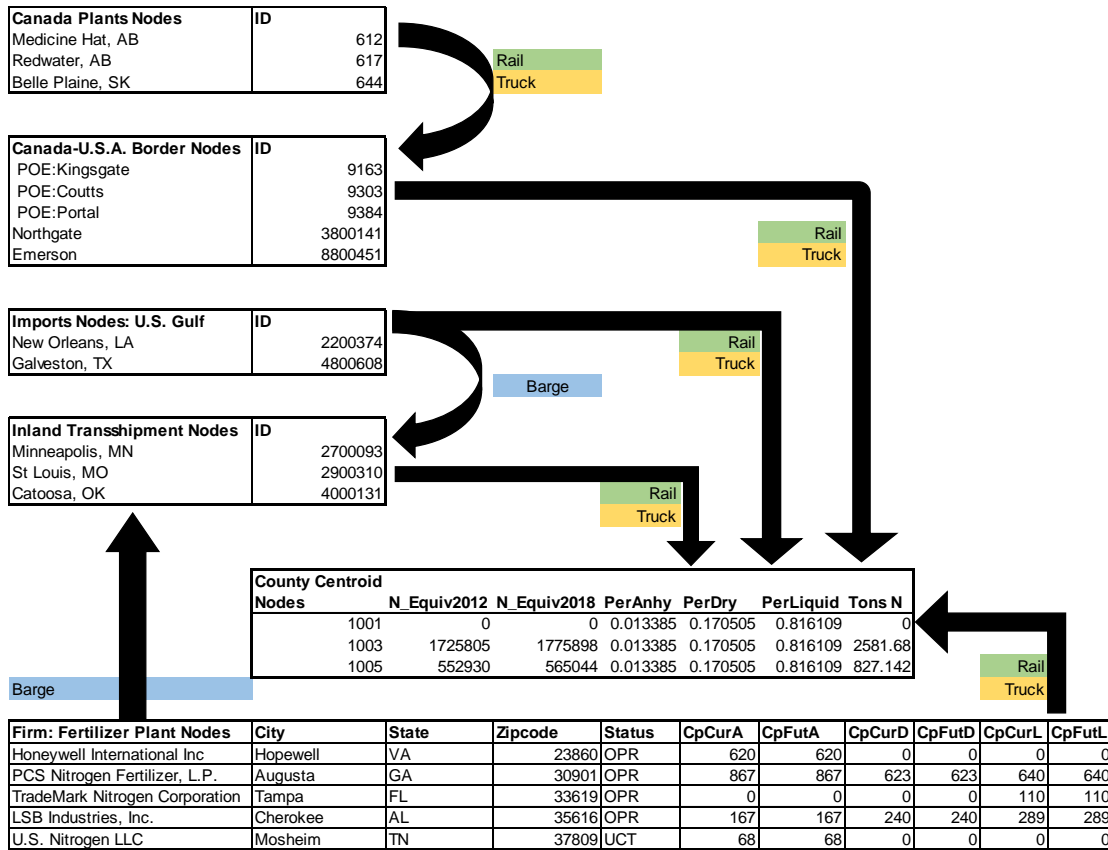 Canada Plants Nodes ID
Medicine Hat, AB 612
Redwater, AB 617
Belle Plaine, SK 644
Rail
Truck
Canada-U.S.A. Border Nodes ID
POE:Kingsgate 9163
POE:Coutts 9303
POE:Portal 9384
Northgate 3800141
Emerson 8800451
Rail
Truck
Imports Nodes: U.S. Gulf ID
New Orleans, LA 2200374
Galveston, TX 4800608
Rail
Truck
Barge
Inland Transshipment Nodes ID
Minneapolis, MN 2700093
St Louis, MO 2900310
Catoosa, OK 4000131
Rail
Truck
County Centroid
Nodes N_Equiv2012 N_Equiv2018 PerAnhy PerDry PerLiquid Tons N
1001 0 0 0.013385 0.170505 0.816109 0
1003 1725805 1775898 0.013385 0.170505 0.816109 2581.68
1005 552930 565044 0.013385 0.170505 0.816109 827.142
Rail
Truck
Barge
Firm: Fertilizer Plant Nodes City State Zipcode Status CpCurA CpFutA CpCurD CpFutD CpCurL CpFutL
Honeywell International Inc Hopewell VA 23860 OPR 620 620 0 0 0 0
PCS Nitrogen Fertilizer, L.P. Augusta GA 30901 OPR 867 867 623 623 640 640
TradeMark Nitrogen Corporation Tampa FL 33619 OPR 0 0 0 0 110 110
LSB Industries, Inc. Cherokee AL 35616 OPR 167 167 240 240 289 289
U.S. Nitrogen LLC Mosheim TN 37809 UCT 68 68 0 0 0 0